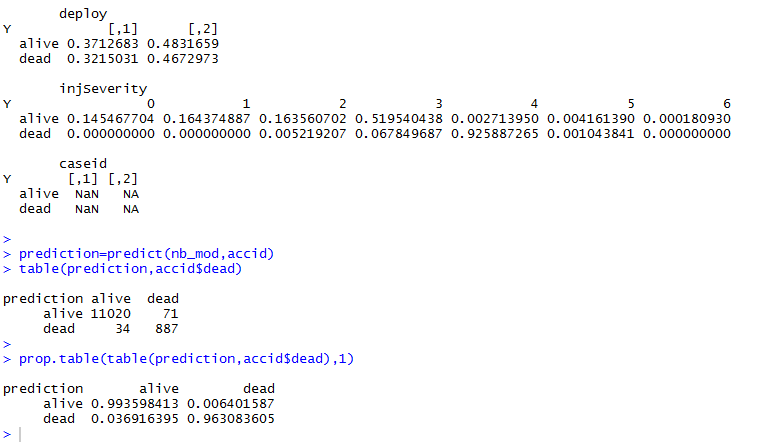 deploy
Y [,1] [,2]
alive 0.3712683 0.4831659
dead 0.3215031 0.4672973
injSeverity
Y 0 1 2 3 4 5 6
alive 0.145467704 0.164374887 0.163560702 0.519540438 0.002713950 0.004161390 0.000180930
dead 0.000000000 0.000000000 0.005219207 0.067849687 0.925887265 0.001043841 0.000000000
caseid
Y [,1] [,2]
alive NaN NA
dead NaN NA
>
> prediction=predict(nb_mod,accid)
> table(prediction,accid$dead)
prediction alive dead
alive 11020 71
dead 34 887
>
> prop.table(table(prediction,accid$dead),1)
prediction alive dead
alive 0.993598413 0.006401587
dead 0.036916395 0.963083605
>